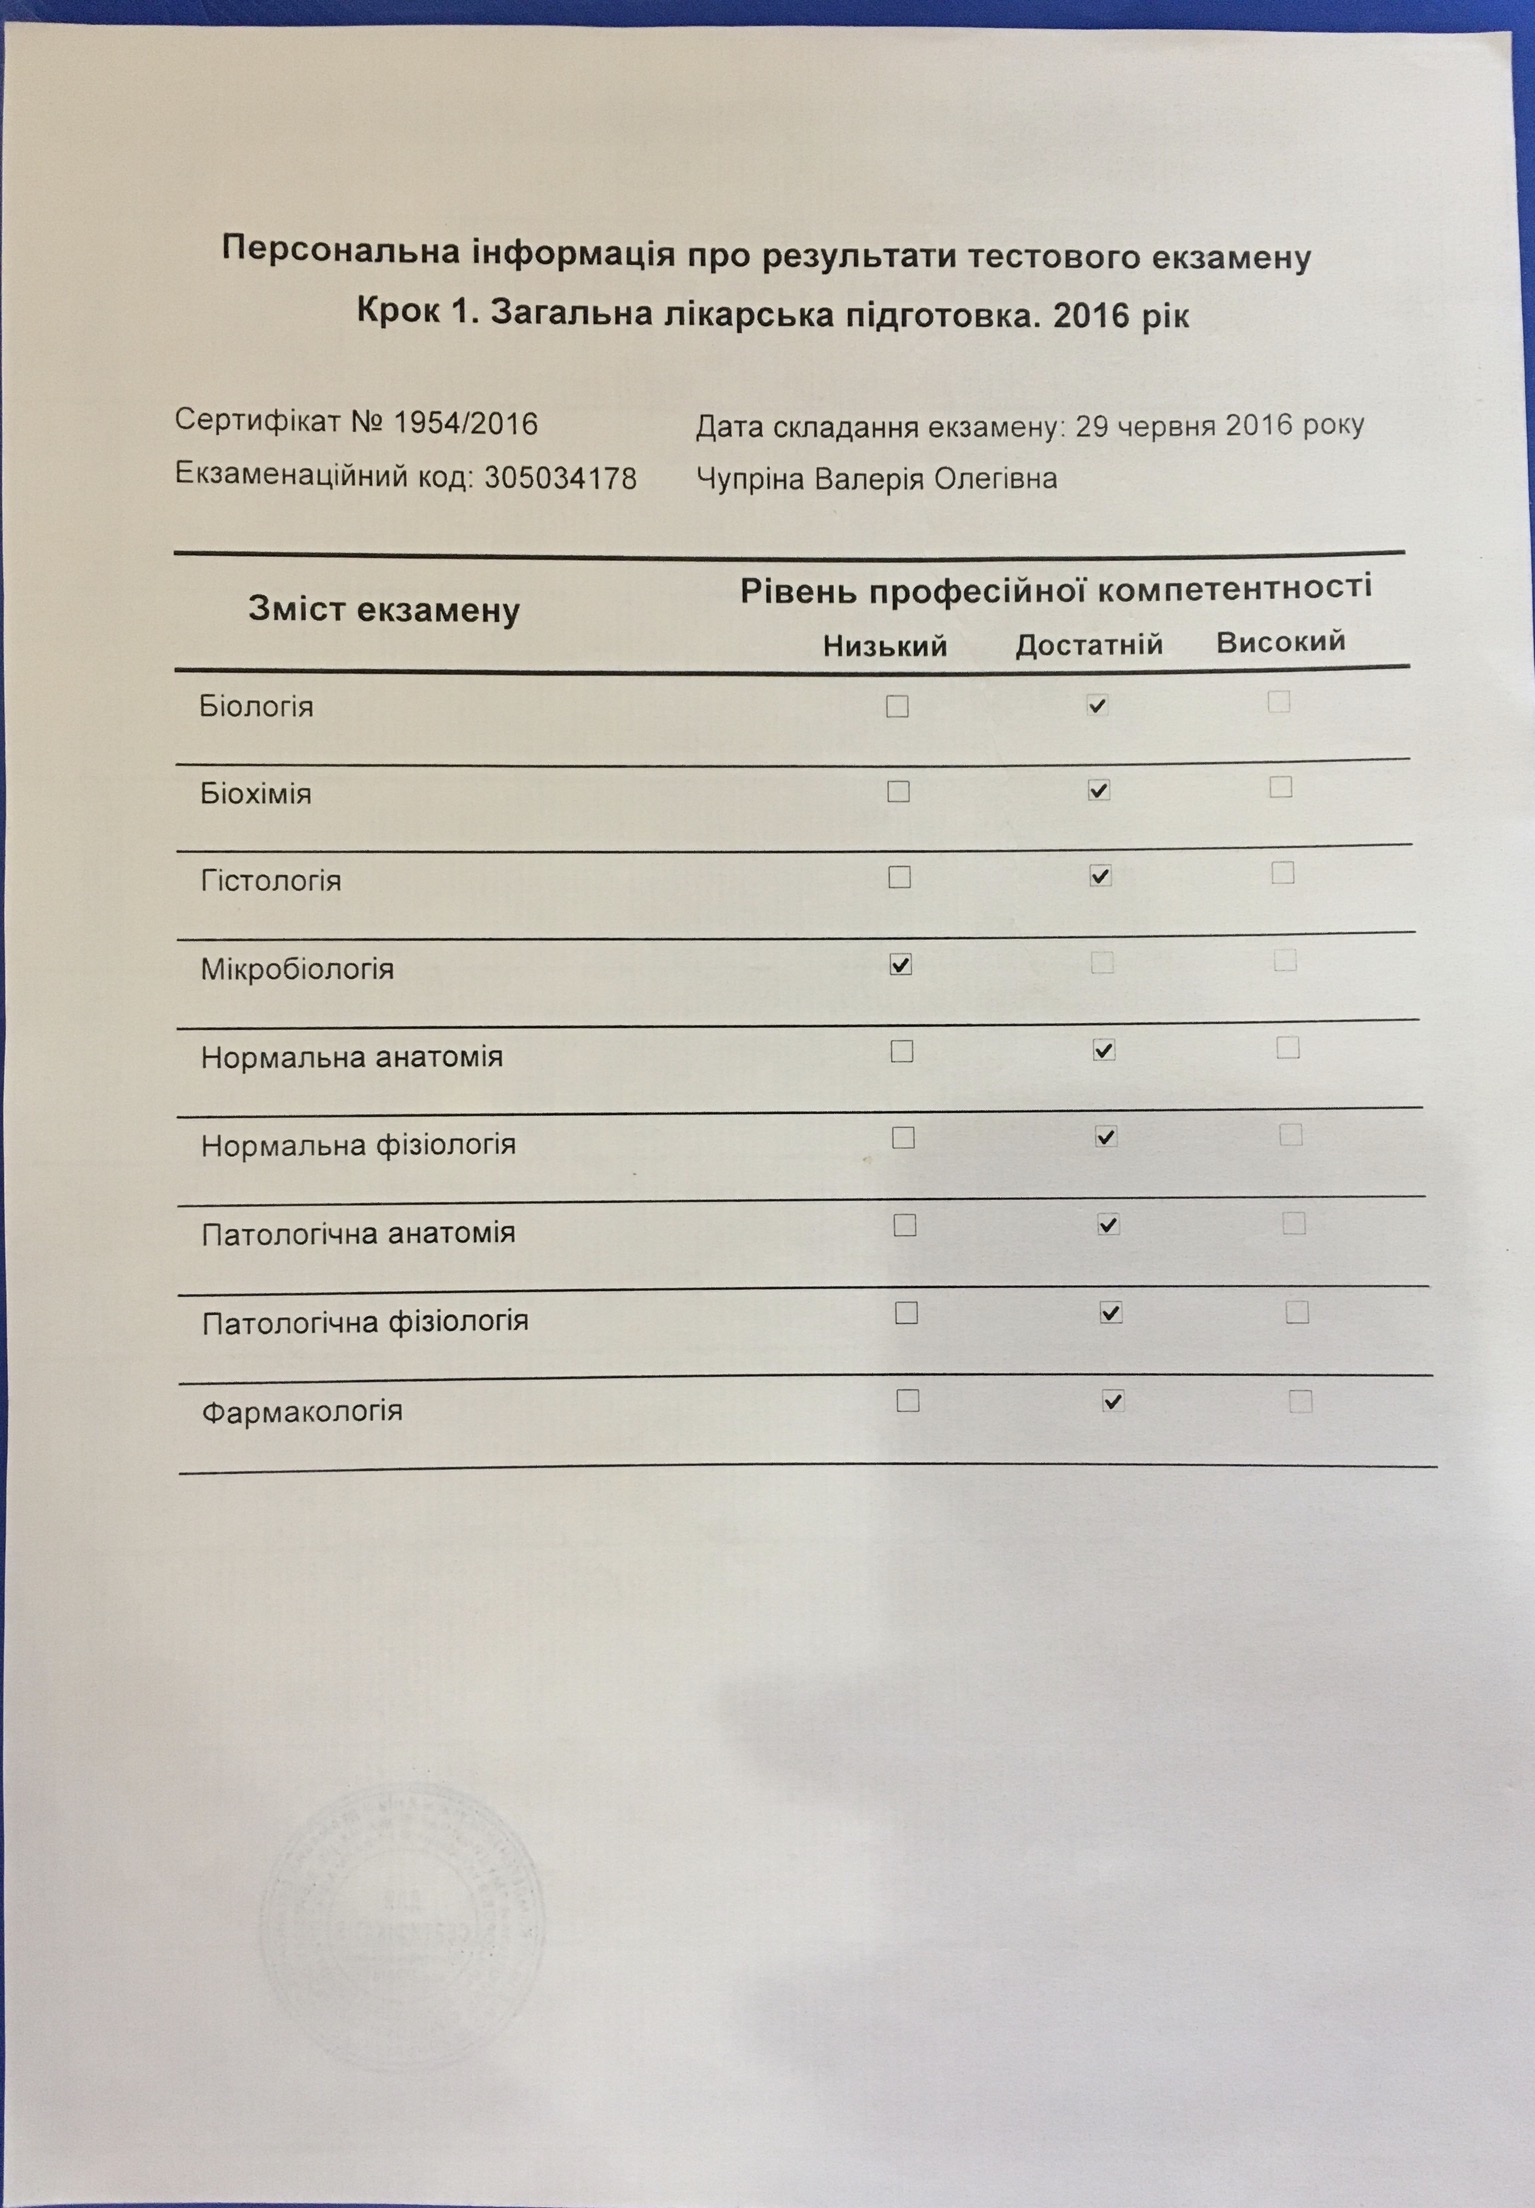 Персональна інформація про результати тестового екзамену
Крок 1. Загальна лікарська підготовка. 2016 рік
Сертифікат № 1954/2016 Дата складання екзамену: 29 червня 2016 року
Екзаменаційний код: 305034178 Чупріна Валерія Олегівна
Зміст екзамену Рівень професійної компетентності
Низький Достатній Високий
Біологія ☐ ☑ ☐
Біохімія ☐ ☑ ☐
Гістологія ☐ ☑ ☐
Мікробіологія ☑ ☐ ☐
Нормальна анатомія ☐ ☑ ☐
Нормальна фізіологія ☐ ☑ ☐
Патологічна анатомія ☐ ☑ ☐
Патологічна фізіологія ☐ ☑ ☐
Фармакологія ☐ ☑ ☐